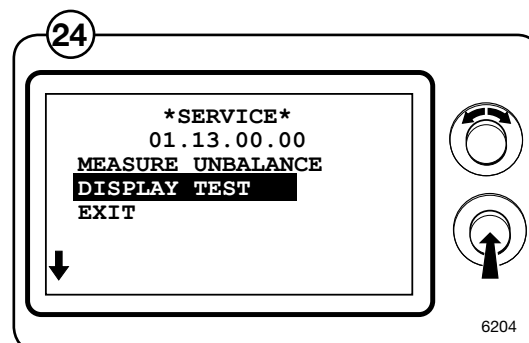 24
*SERVICE*
01.13.00.00
MEASURE UNBALANCE
DISPLAY TEST
EXIT
6204